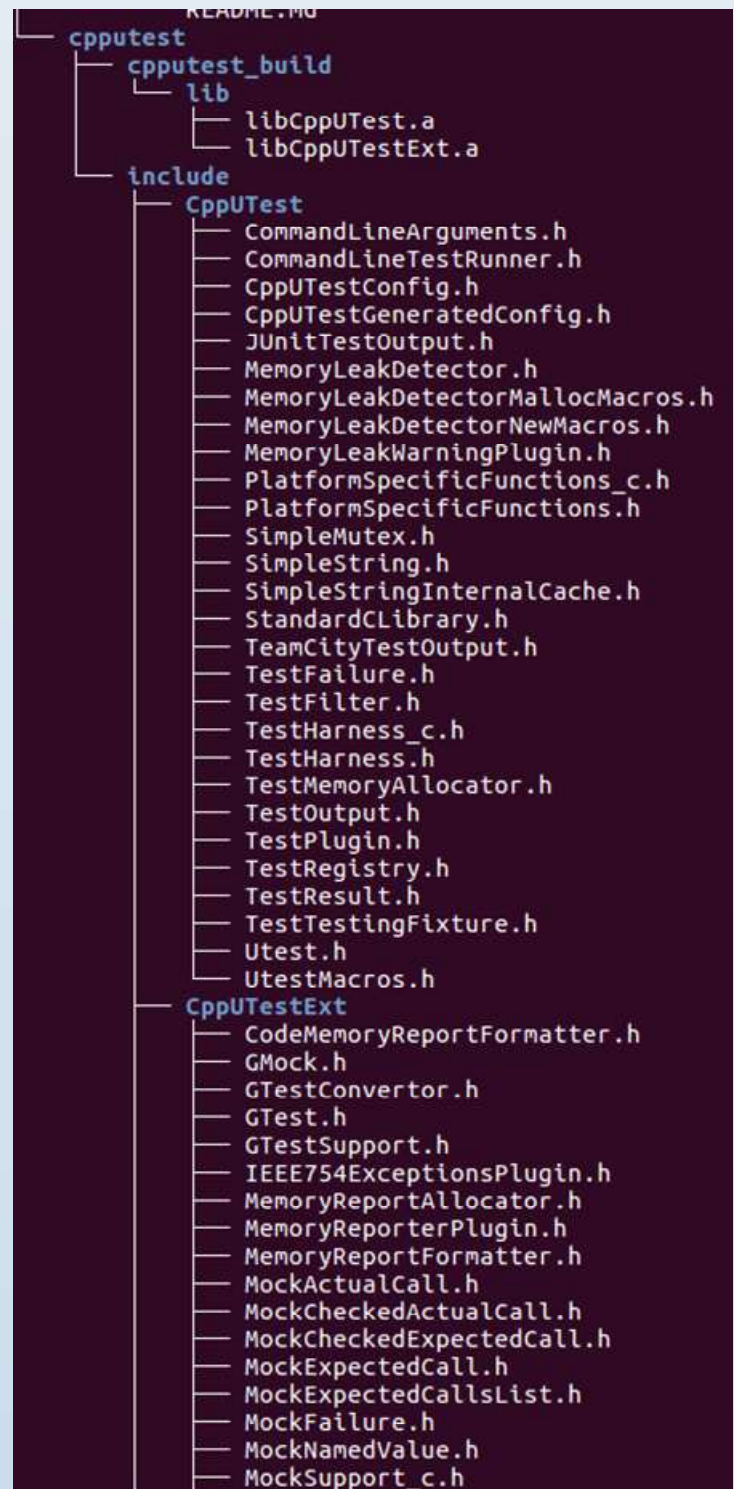 README.MG
cpputest
cpputest_build
lib
libCppUTest.a
libCppUTestExt.a
include
CppUTest
CommandLineArguments.h
CommandLineTestRunner.h
CppUTestConfig.h
CppUTestGeneratedConfig.h
JUnitTestOutput.h
MemoryLeakDetector.h
MemoryLeakDetectorMallocMacros.h
MemoryLeakDetectorNewMacros.h
MemoryLeakWarningPlugin.h
PlatformSpecificFunctions_c.h
PlatformSpecificFunctions.h
SimpleMutex.h
SimpleString.h
SimpleStringInternalCache.h
StandardCLibrary.h
TeamCityTestOutput.h
TestFailure.h
TestFilter.h
TestHarness_c.h
TestHarness.h
TestMemoryAllocator.h
TestOutput.h
TestPlugin.h
TestRegistry.h
TestResult.h
TestTestingFixture.h
Utest.h
UtestMacros.h
CppUTestExt
CodeMemoryReportFormatter.h
GMock.h
GTestConvertor.h
GTest.h
GTestSupport.h
IEEE754ExceptionsPlugin.h
MemoryReportAllocator.h
MemoryReporterPlugin.h
MemoryReportFormatter.h
MockActualCall.h
MockCheckedActualCall.h
MockCheckedExpectedCall.h
MockExpectedCall.h
MockExpectedCallsList.h
MockFailure.h
MockNamedValue.h
MockSupport_c.h